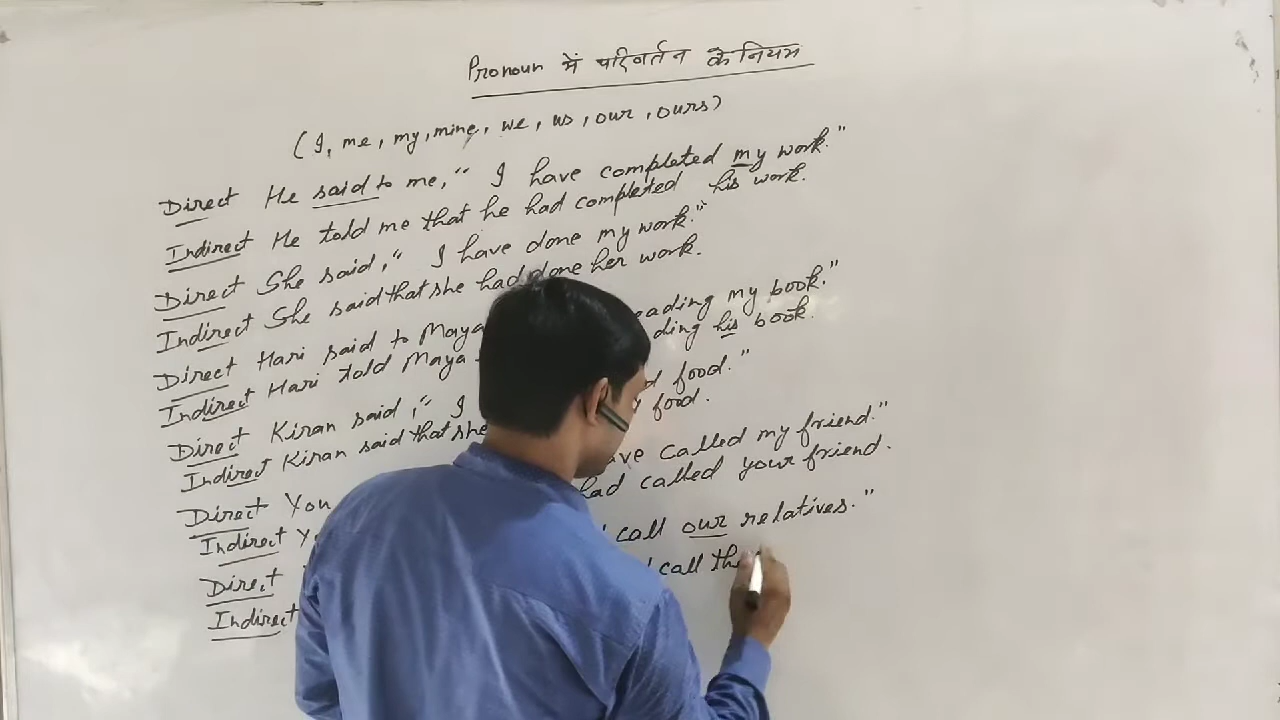 Pronoun में परिवर्तन के नियम
(I, me, my, mine, we, us, our, ours)
Direct He said to me, " I have completed my work."
Indirect He told me that he had completed his work.
Direct She said, " I have done my work."
Indirect She said that she had done her work.
Direct Hari said to Maya eading my book."
Indirect Hari told Maya ding his book.
Direct Kiran said, " I food."
Indirect Kiran said that she food.
Direct You ave called my friend."
Indirect had called your friend.
Direct call our relatives."
Indirect call the